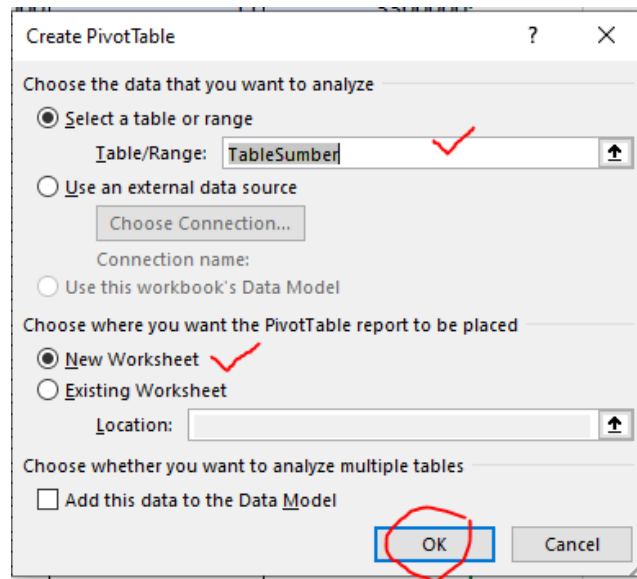 Create PivotTable ?
Choose the data that you want to analyze
Select a table or range
Table/Range: TableSumber
Use an external data source
Choose Connection...
Connection name:
Use this workbook's Data Model
Choose where you want the PivotTable report to be placed
New Worksheet
Existing Worksheet
Location:
Choose whether you want to analyze multiple tables
Add this data to the Data Model
OK Cancel